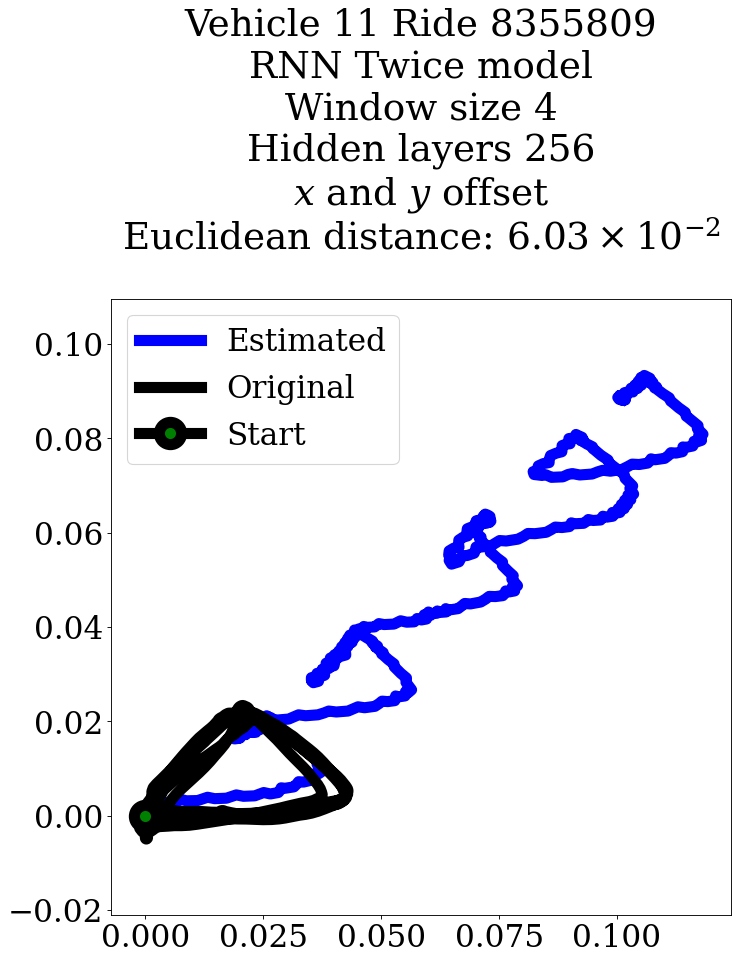 Vehicle 11 Ride 8355809
RNN Twice model
Window size 4
Hidden layers 256
x and y offset
Euclidean distance: 6.03 × 10⁻²
Estimated
Original
Start
0.10
0.08
0.06
0.04
0.02
0.00
−0.02
0.000 0.025 0.050 0.075 0.100